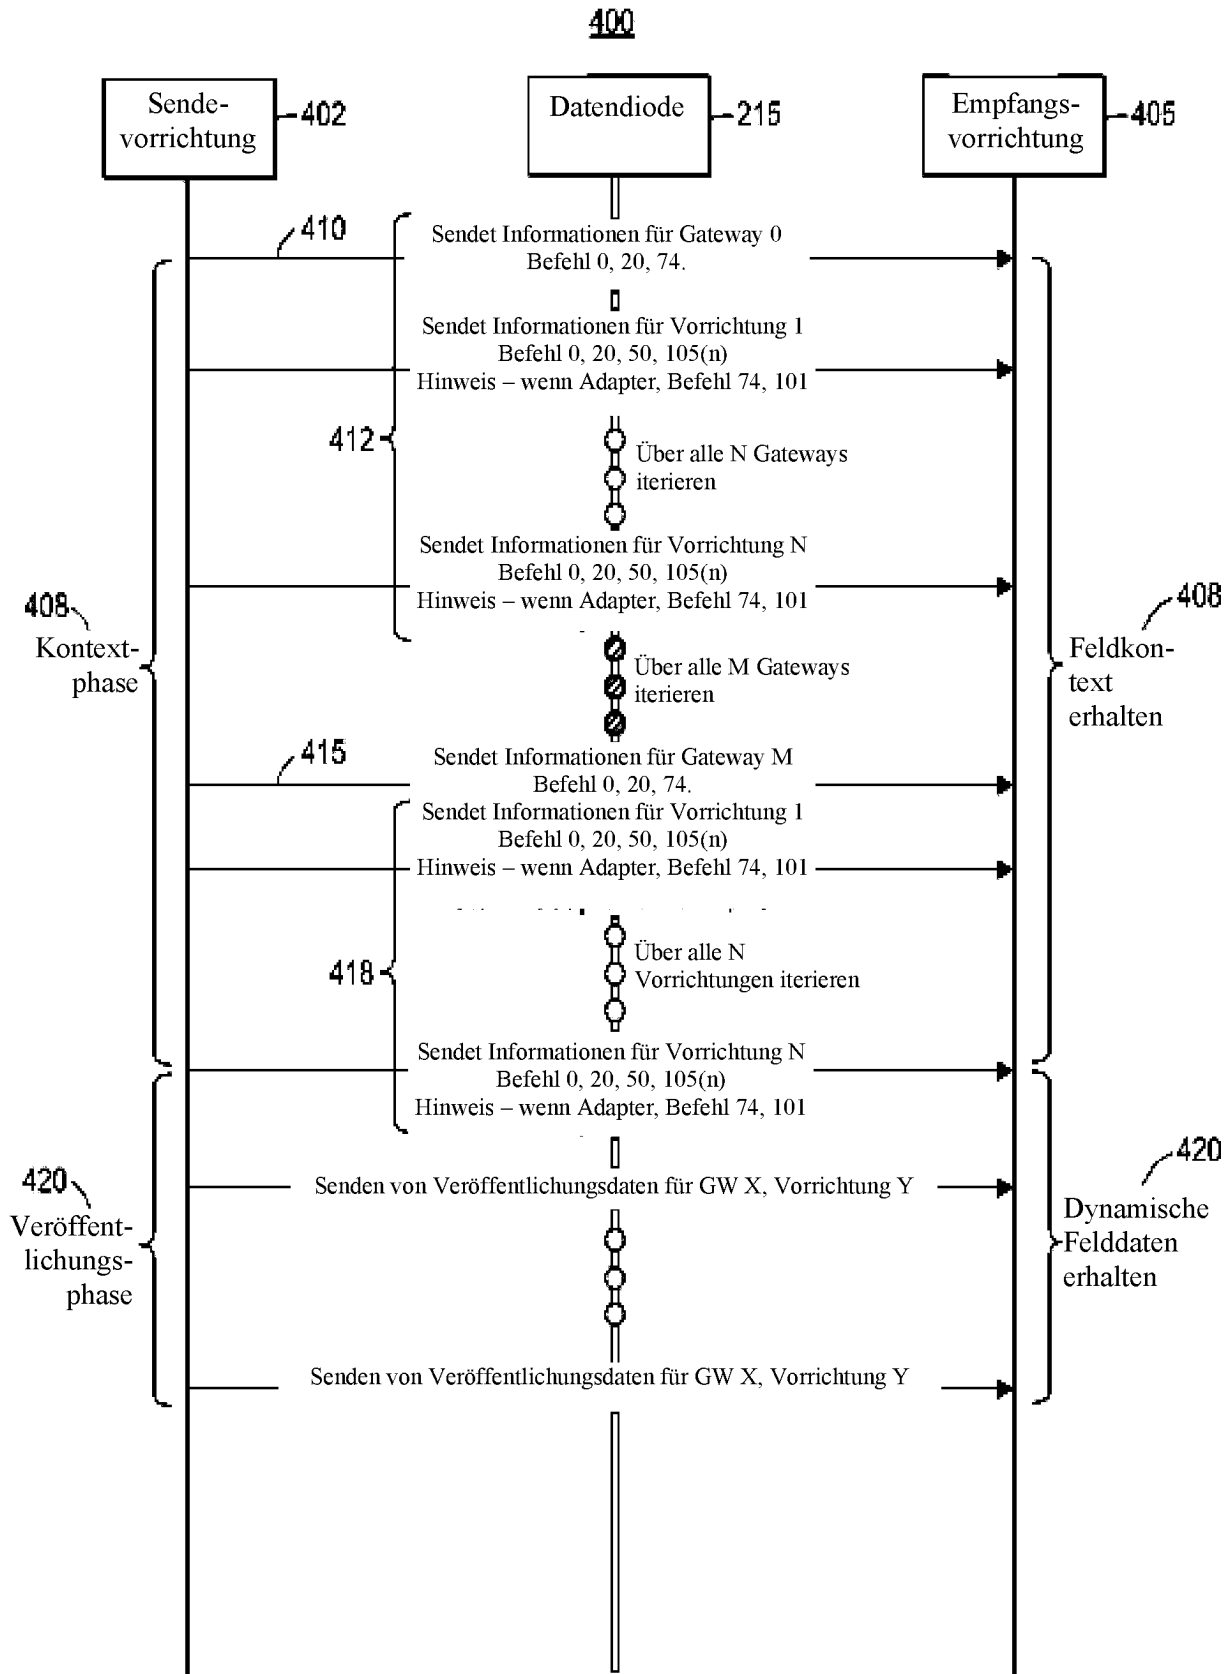 400
Sende-
vorrichtung
402
Datendiode
215
Empfangs-
vorrichtung
405
410
Sendet Informationen für Gateway 0
Befehl 0, 20, 74.
Sendet Informationen für Vorrichtung 1
Befehl 0, 20, 50, 105(n)
Hinweis – wenn Adapter, Befehl 74, 101
412
Über alle N Gateways
iterieren
Sendet Informationen für Vorrichtung N
Befehl 0, 20, 50, 105(n)
Hinweis – wenn Adapter, Befehl 74, 101
408
Kontext-
phase
408
Feldkon-
text
erhalten
Über alle M Gateways
iterieren
415
Sendet Informationen für Gateway M
Befehl 0, 20, 74.
Sendet Informationen für Vorrichtung 1
Befehl 0, 20, 50, 105(n)
Hinweis – wenn Adapter, Befehl 74, 101
418
Über alle N
Vorrichtungen iterieren
Sendet Informationen für Vorrichtung N
Befehl 0, 20, 50, 105(n)
Hinweis – wenn Adapter, Befehl 74, 101
420
Veröffent-
lichungs-
phase
Senden von Veröffentlichungsdaten für GW X, Vorrichtung Y
420
Dynamische
Felddaten
erhalten
Senden von Veröffentlichungsdaten für GW X, Vorrichtung Y